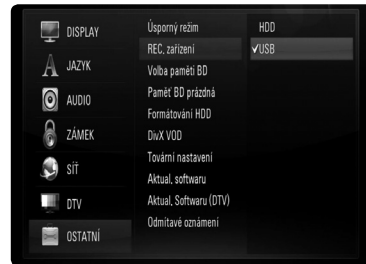 DISPLAY
JAZYK
AUDIO
ZÁMEK
SÍŤ
DTV
OSTATNÍ
Úsporný režim
REC, zařízení
Volba paměti BD
Paměť BD prázdná
Formátování HDD
DivX VOD
Tovární nastavení
Aktual, softwaru
Aktual, Softwaru (DTV)
Odmítavé oznámení
HDD
✓USB